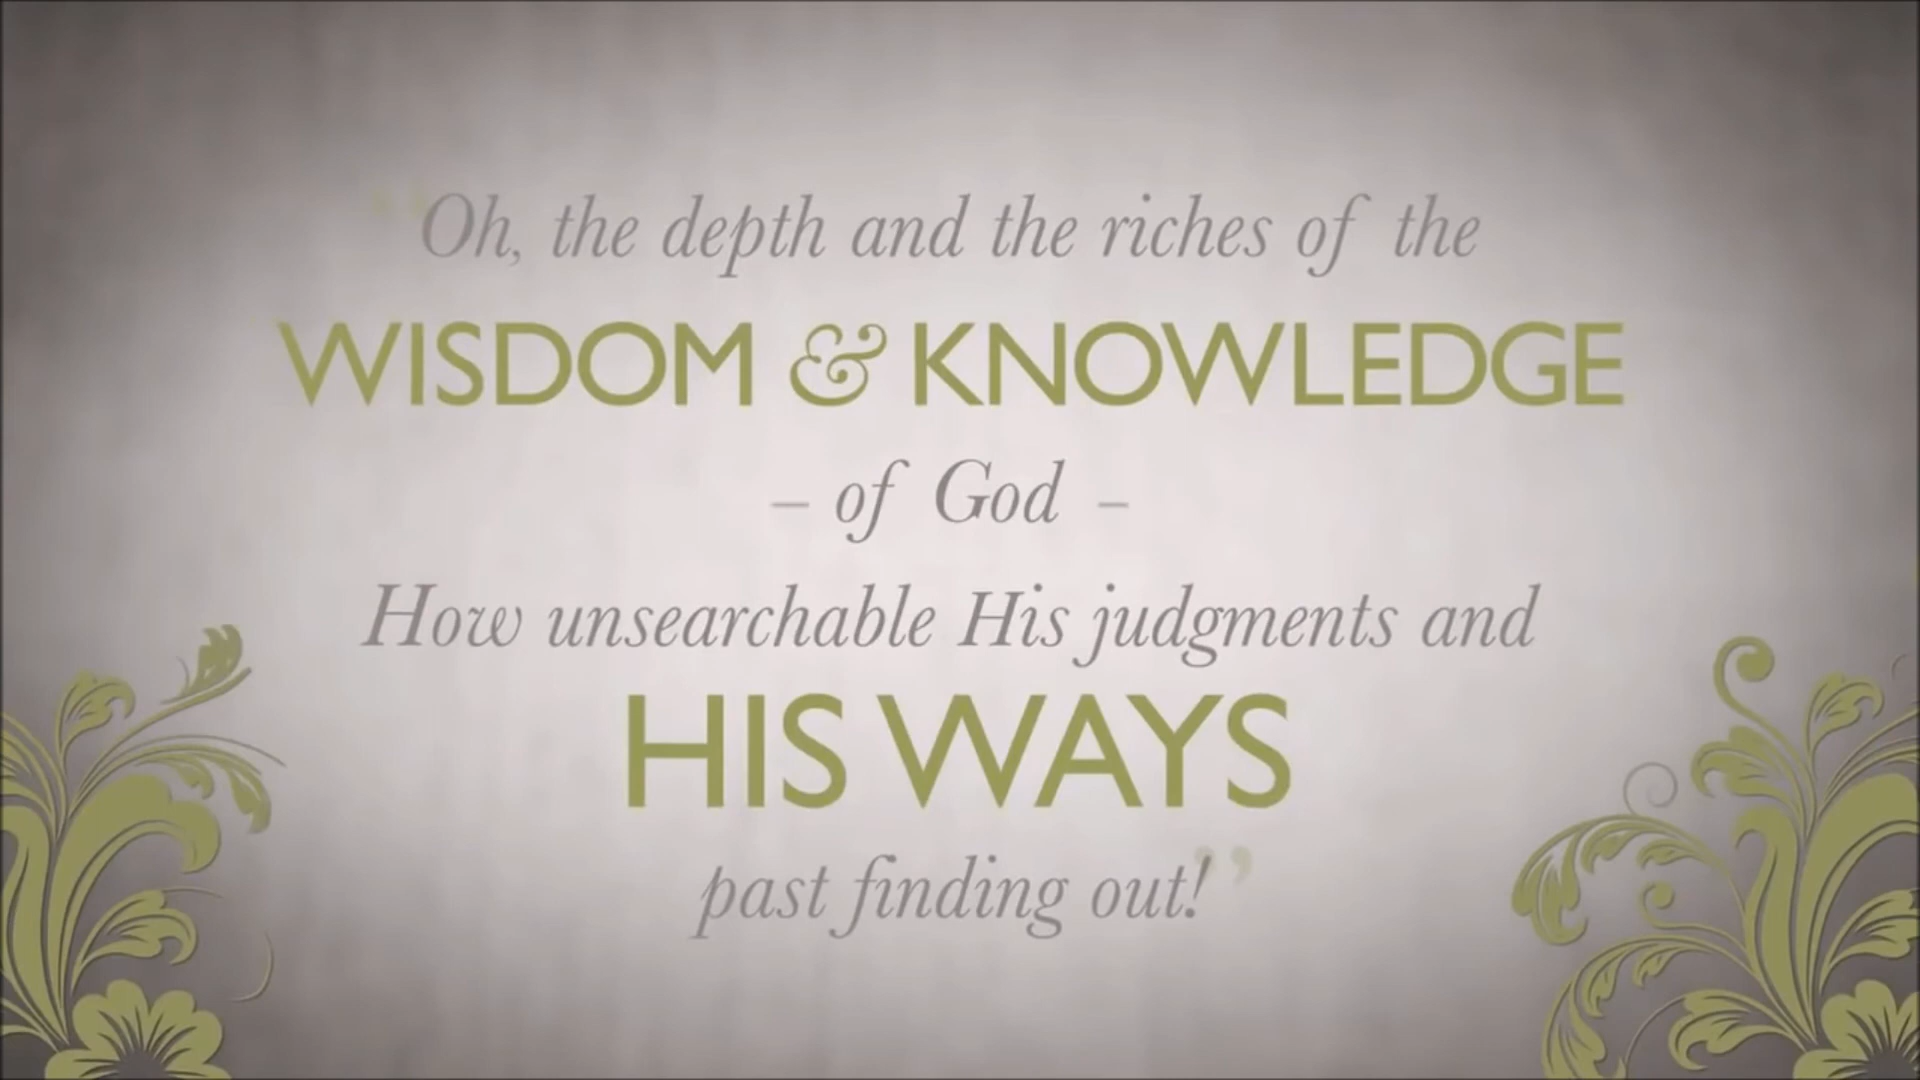 “Oh, the depth and the riches of the
WISDOM & KNOWLEDGE
– of God –
How unsearchable His judgments and
HIS WAYS
past finding out!”